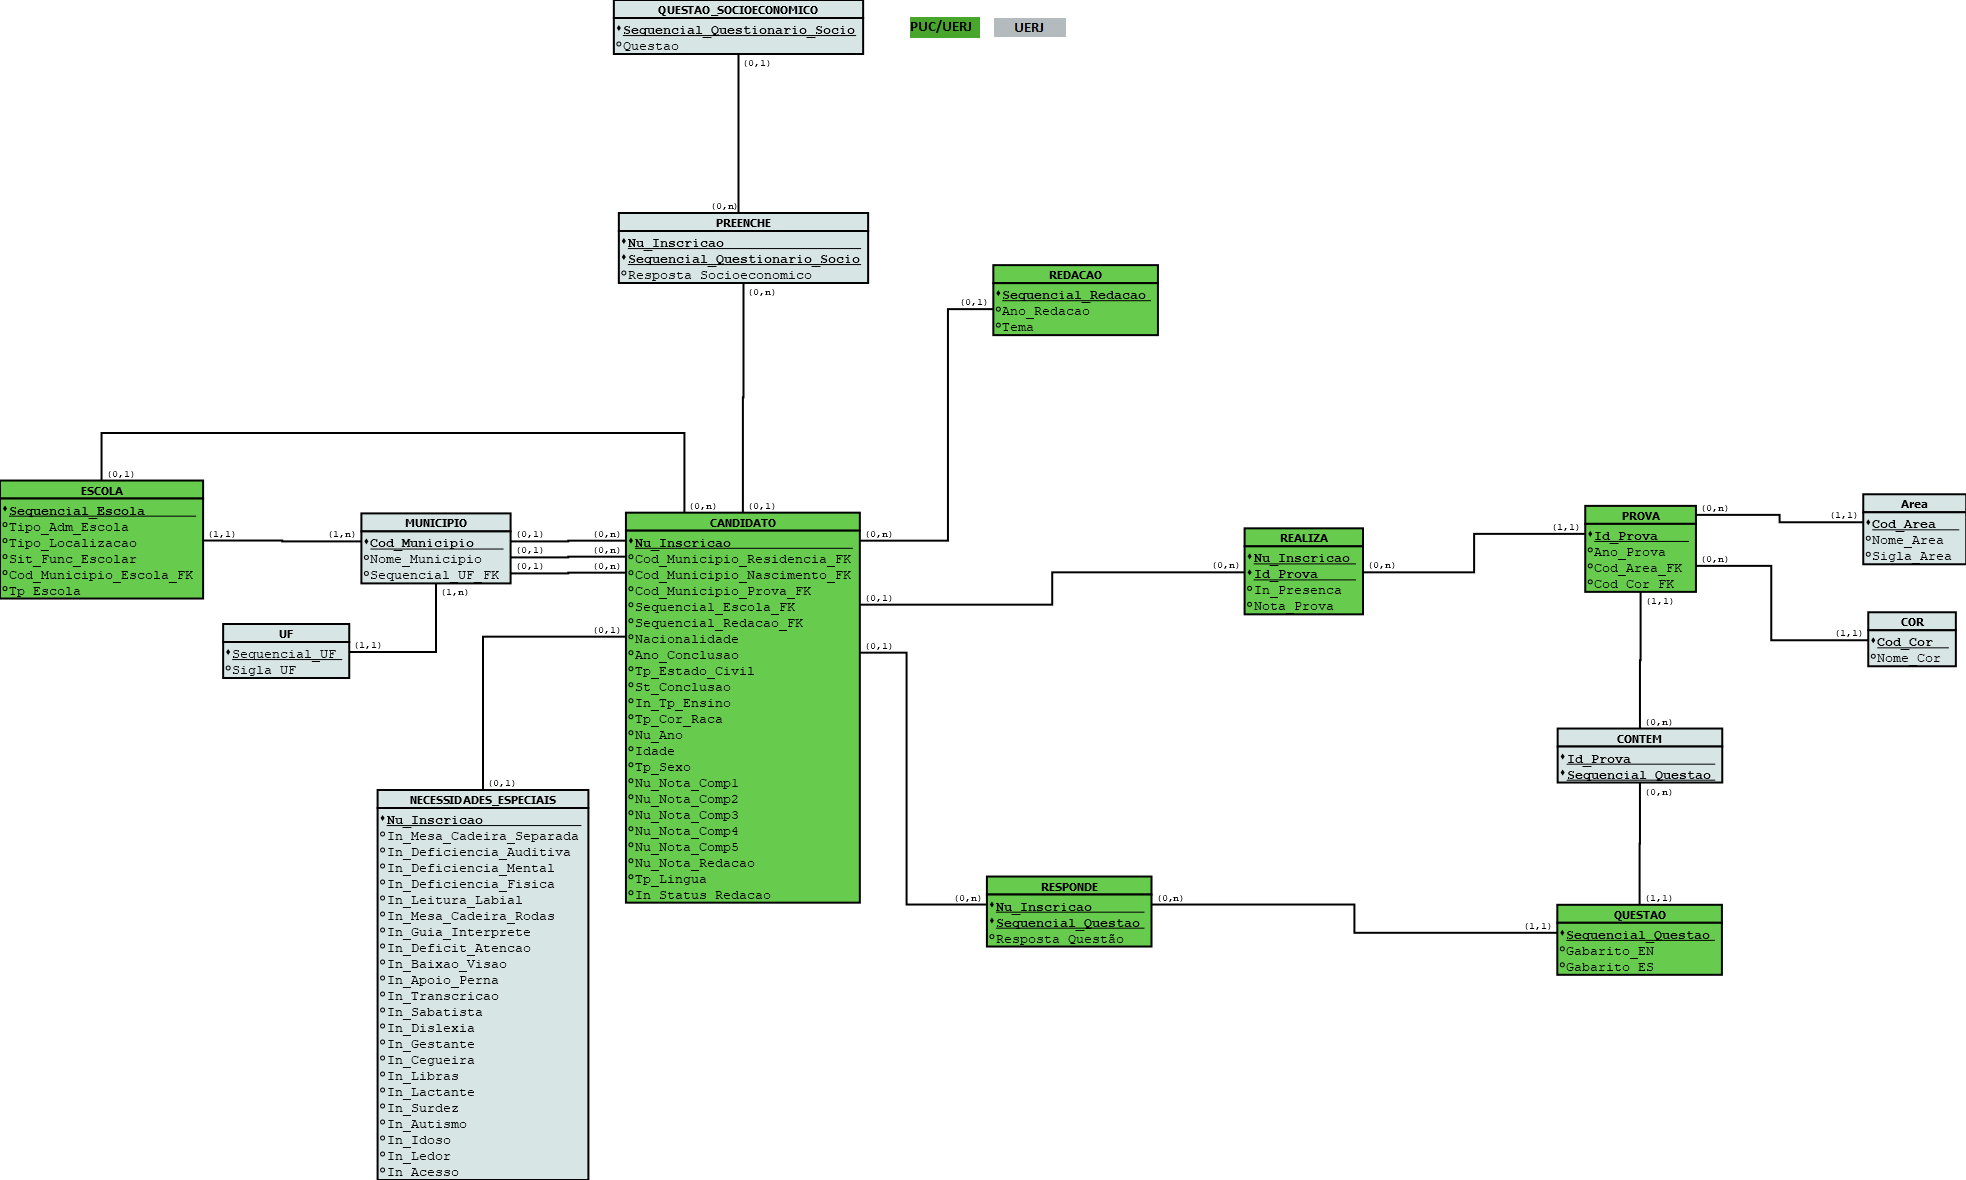 QUESTAO_SOCIOECONOMICO
Sequencial_Questionario_Socio
Questao
(0,1)
PUC/UERJ
UERJ
(0,n)
PREENCHE
Nu_Inscricao
Sequencial_Questionario_Socio
Resposta_Socioeconomico
(0,n)
REDACAO
Sequencial_Redacao
Ano_Redacao
Tema
(0,1)
(0,1)
ESCOLA
Sequencial_Escola
Tipo_Adm_Escola
Tipo_Localizacao
Sit_Func_Escolar
Cod_Municipio_Escola_FK
Tp_Escola
(1,1)
(1,n)
MUNICIPIO
Cod_Municipio
Nome_Municipio
Sequencial_UF_FK
(1,n)
(0,1)
(0,1)
(0,1)
(0,n)
(0,n)
(0,n)
UF
Sequencial_UF
Sigla_UF
(1,1)
(0,n)
(0,1)
CANDIDATO
Nu_Inscricao
Cod_Municipio_Residencia_FK
Cod_Municipio_Nascimento_FK
Cod_Municipio_Prova_FK
Sequencial_Escola_FK
Sequencial_Redacao_FK
Nacionalidade
Ano_Conclusao
Tp_Estado_Civil
St_Conclusao
In_Tp_Ensino
Tp_Cor_Raca
Nu_Ano
Idade
Tp_Sexo
Nu_Nota_Comp1
Nu_Nota_Comp2
Nu_Nota_Comp3
Nu_Nota_Comp4
Nu_Nota_Comp5
Nu_Nota_Redacao
Tp_Lingua
In_Status_Redacao
(0,n)
(0,1)
(0,1)
(0,1)
(0,1)
NECESSIDADES_ESPECIAIS
Nu_Inscricao
In_Mesa_Cadeira_Separada
In_Deficiencia_Auditiva
In_Deficiencia_Mental
In_Deficiencia_Fisica
In_Leitura_Labial
In_Mesa_Cadeira_Rodas
In_Guia_Interprete
In_Deficit_Atencao
In_Baixao_Visao
In_Apoio_Perna
In_Transcricao
In_Sabatista
In_Dislexia
In_Gestante
In_Cegueira
In_Libras
In_Lactante
In_Surdez
In_Autismo
In_Idoso
In_Ledor
In_Acesso
(0,n)
REALIZA
Nu_Inscricao
Id_Prova
In_Presenca
Nota_Prova
(0,n)
(1,1)
PROVA
Id_Prova
Ano_Prova
Cod_Area_FK
Cod_Cor_FK
(1,1)
(0,n)
(0,n)
(1,1)
Area
Cod_Area
Nome_Area
Sigla_Area
(1,1)
COR
Cod_Cor
Nome_Cor
(0,n)
CONTEM
Id_Prova
Sequencial_Questao
(0,n)
(0,n)
RESPONDE
Nu_Inscricao
Sequencial_Questao
Resposta_Questão
(0,n)
(1,1)
(1,1)
QUESTAO
Sequencial_Questao
Gabarito_EN
Gabarito_ES